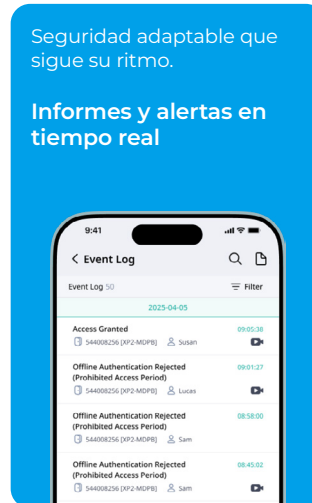 Seguridad adaptable que
sigue su ritmo.
Informes y alertas en
tiempo real
9:41
Event Log
Event Log 50
Filter
2025-04-05
Access Granted
09:05:38
544008256 [XP2-MDPB] Susan
Offline Authentication Rejected
09:01:27
(Prohibited Access Period)
544008256 [XP2-MDPB] Lucas
Offline Authentication Rejected
08:58:00
(Prohibited Access Period)
544008256 [XP2-MDPB] Sam
Offline Authentication Rejected
08:45:02
(Prohibited Access Period)
544008256 [XP2-MDPB] Sam